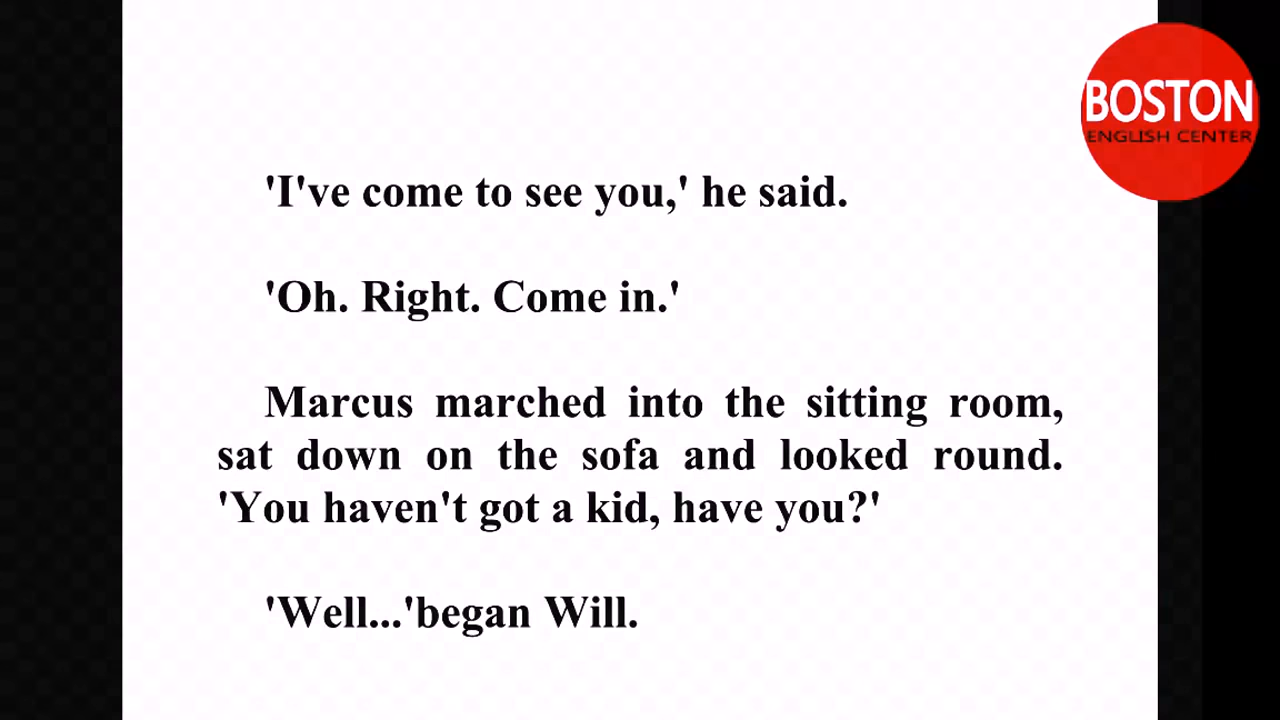 BOSTON
ENGLISH CENTER
'I've come to see you,' he said.
'Oh. Right. Come in.'
Marcus marched into the sitting room,
sat down on the sofa and looked round.
'You haven't got a kid, have you?'
'Well...'began Will.